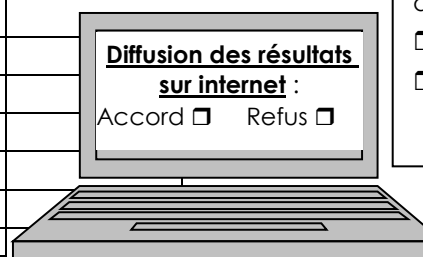 Diffusion des résultats
sur internet :
Accord ❒ Refus ❒